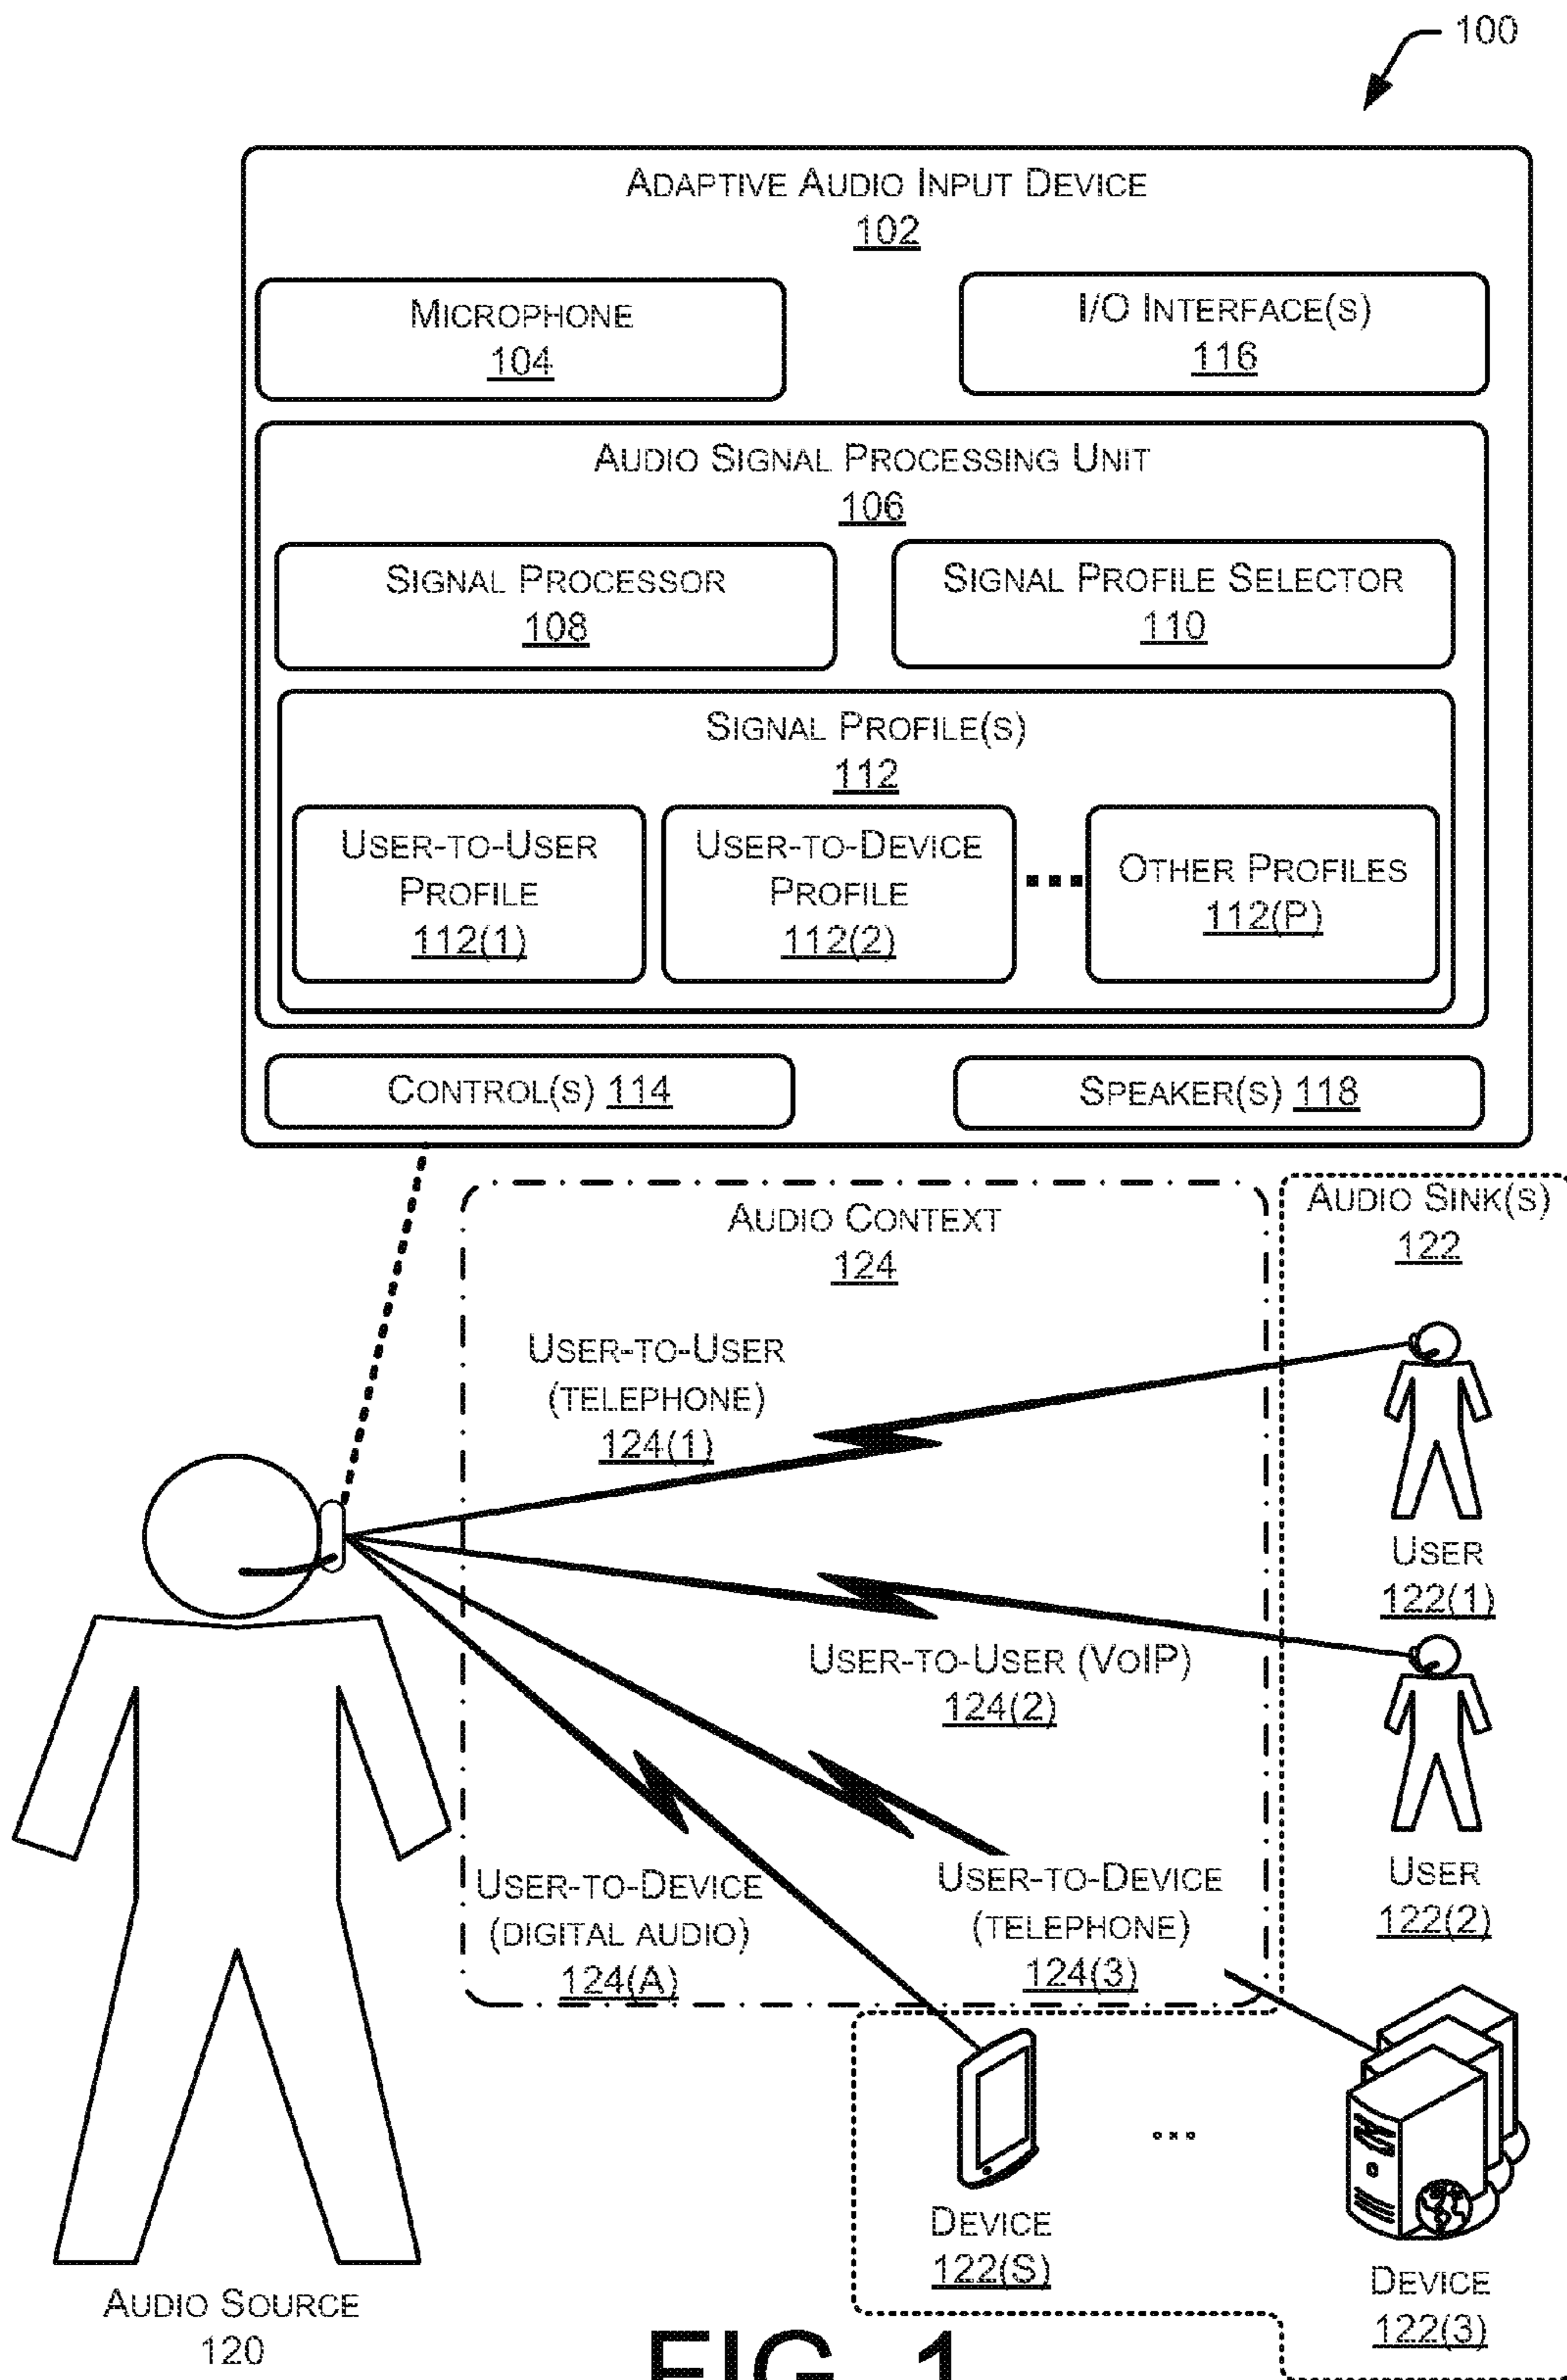 100
ADAPTIVE AUDIO INPUT DEVICE
102
MICROPHONE
104
I/O INTERFACE(S)
116
AUDIO SIGNAL PROCESSING UNIT
106
SIGNAL PROCESSOR
108
SIGNAL PROFILE SELECTOR
110
SIGNAL PROFILE(S)
112
USER-TO-USER
PROFILE
112(1)
USER-TO-DEVICE
PROFILE
112(2)
...
OTHER PROFILES
112(P)
CONTROL(S) 114
SPEAKER(S) 118
AUDIO CONTEXT
124
AUDIO SINK(S)
122
USER-TO-USER
(TELEPHONE)
124(1)
USER
122(1)
USER-TO-USER (VOIP)
124(2)
USER
122(2)
USER-TO-DEVICE
(DIGITAL AUDIO)
124(A)
USER-TO-DEVICE
(TELEPHONE)
124(3)
...
DEVICE
122(S)
DEVICE
122(3)
AUDIO SOURCE
120
FIG. 1